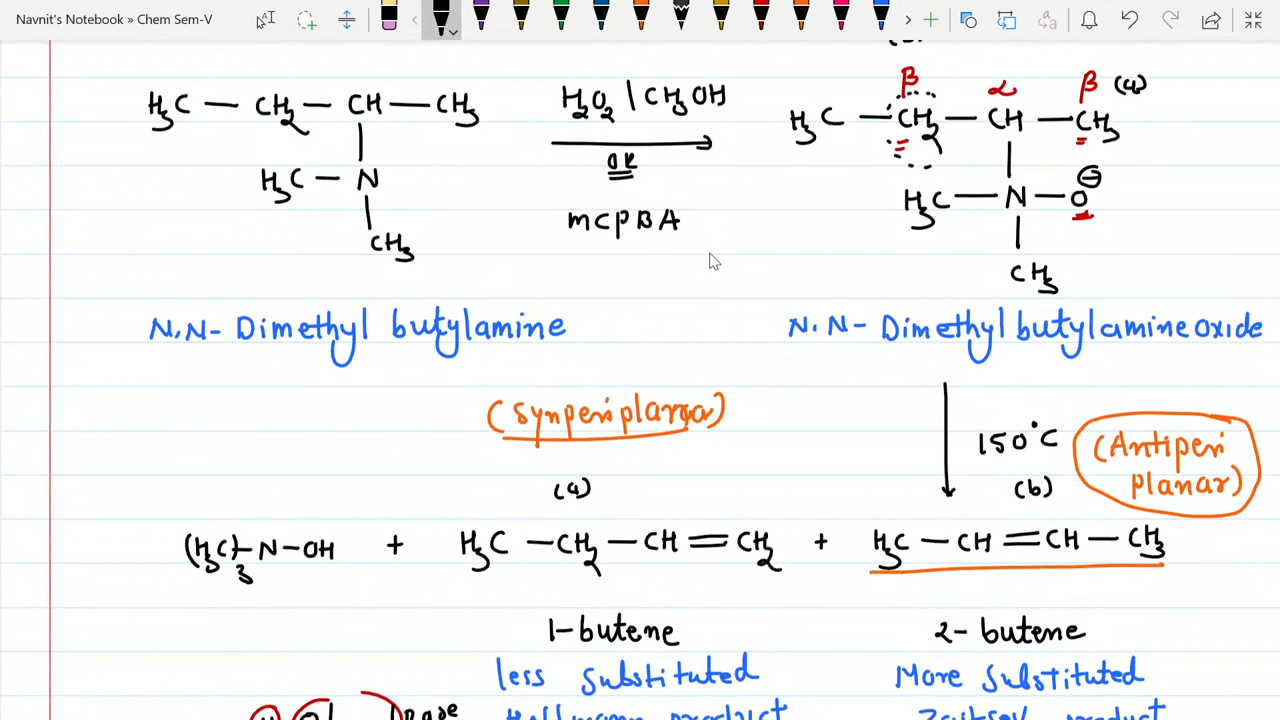 Navnit's Notebook » Chem Sem-V
β α β (a)
H3C — CH2 — CH — CH3 H2O2 | CH3OH H3C — CH2 — CH — CH3
OR
H3C — N H3C — N — O⊖
mCPBA
CH3 CH3
N,N- Dimethyl butylamine N,N- Dimethyl butylamine oxide
(Synperiplanar)
150°C (Antiperi
planar)
(a) (b)
(H3C)3 — N — OH + H3C — CH2 — CH = CH2 + H3C — CH = CH — CH3
1-butene 2-butene
less substituted More substituted